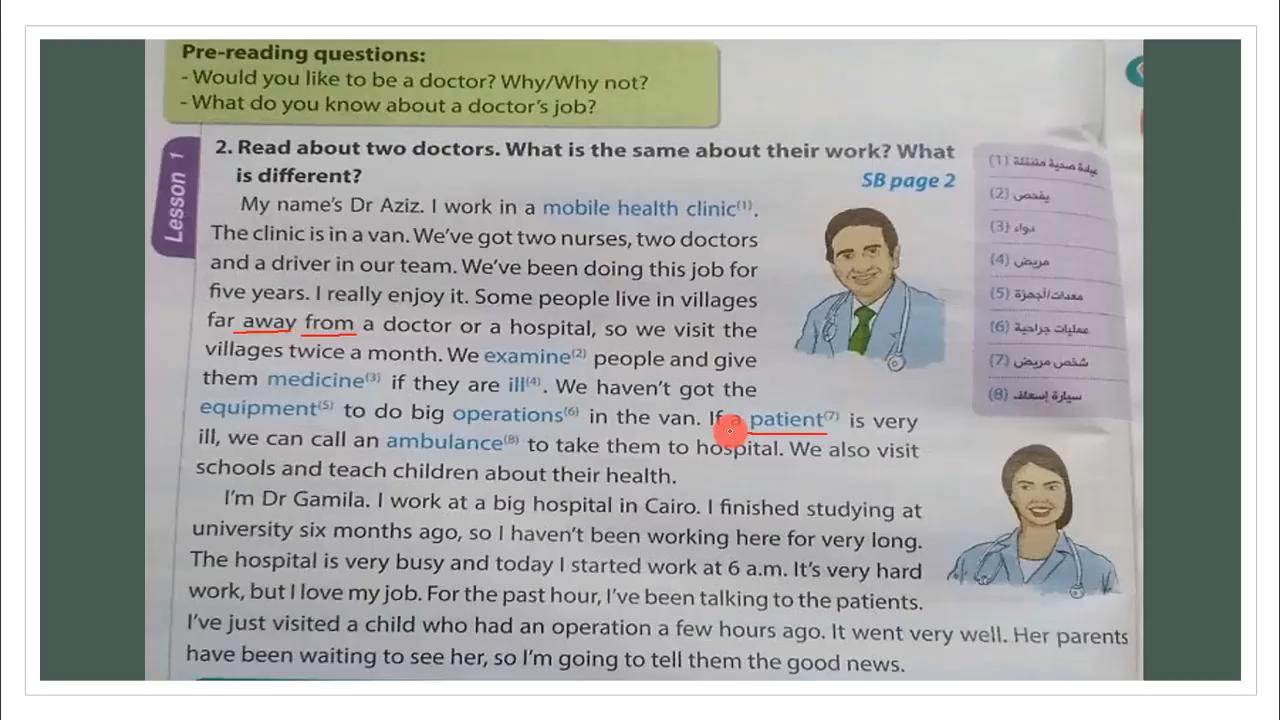 Pre-reading questions:
- Would you like to be a doctor? Why/Why not?
- What do you know about a doctor's job?
Lesson 1
2. Read about two doctors. What is the same about their work? What
is different?
SB page 2
My name's Dr Aziz. I work in a mobile health clinic(1).
The clinic is in a van. We've got two nurses, two doctors
and a driver in our team. We've been doing this job for
five years. I really enjoy it. Some people live in villages
far away from a doctor or a hospital, so we visit the
villages twice a month. We examine(2) people and give
them medicine(3) if they are ill(4). We haven't got the
equipment(5) to do big operations(6) in the van. If a patient(7) is very
ill, we can call an ambulance(8) to take them to hospital. We also visit
schools and teach children about their health.
I'm Dr Gamila. I work at a big hospital in Cairo. I finished studying at
university six months ago, so I haven't been working here for very long.
The hospital is very busy and today I started work at 6 a.m. It's very hard
work, but I love my job. For the past hour, I've been talking to the patients.
I've just visited a child who had an operation a few hours ago. It went very well. Her parents
have been waiting to see her, so I'm going to tell them the good news.
(1) عيادة صحية متنقلة
(2) يفحص
(3) دواء
(4) مريض
(5) معدات/أجهزة
(6) عمليات جراحية
(7) شخص مريض
(8) سيارة إسعاف